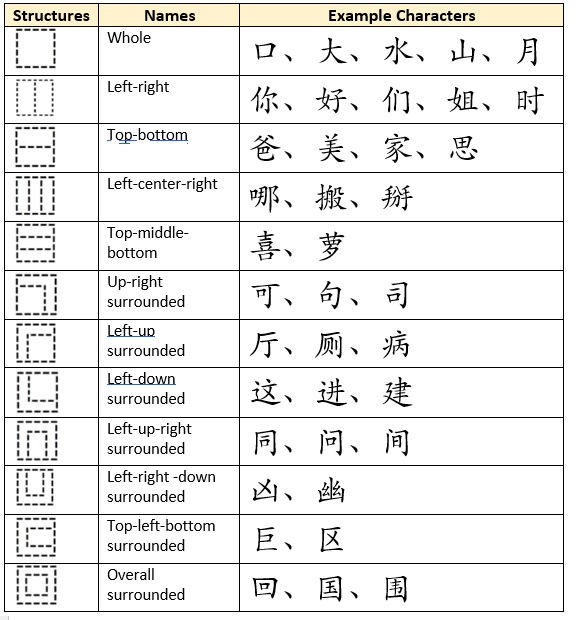 Structures Names Example Characters
Whole 口、大、水、山、月
Left-right 你、好、们、姐、时
Top-bottom 爸、美、家、思
Left-center-right 哪、搬、掰
Top-middle-
bottom 喜、萝
Up-right
surrounded 可、句、司
Left-up
surrounded 厅、厕、病
Left-down
surrounded 这、进、建
Left-up-right
surrounded 同、问、间
Left-right -down
surrounded 凶、幽
Top-left-bottom
surrounded 巨、区
Overall
surrounded 回、国、围